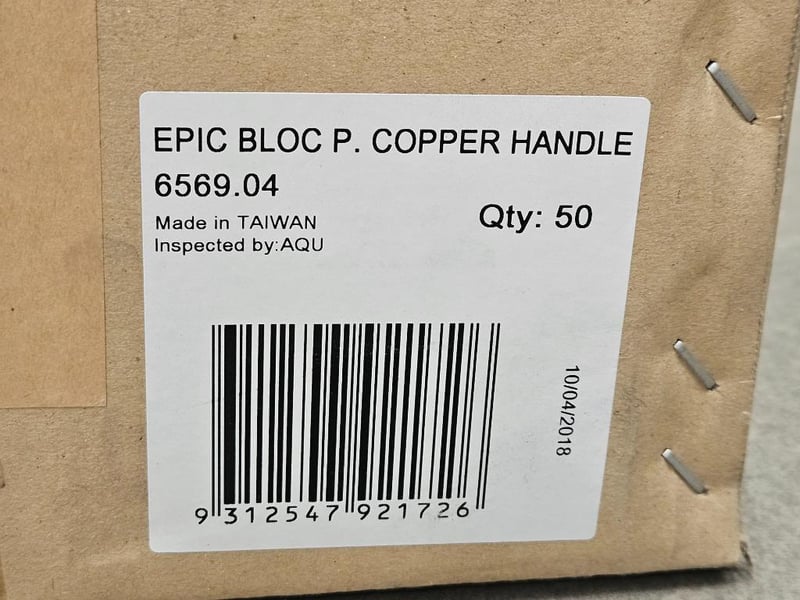 EPIC BLOC P. COPPER HANDLE
6569.04
Made in TAIWAN
Inspected by:AQU
Qty: 50
10/04/2018
9 312547 921726